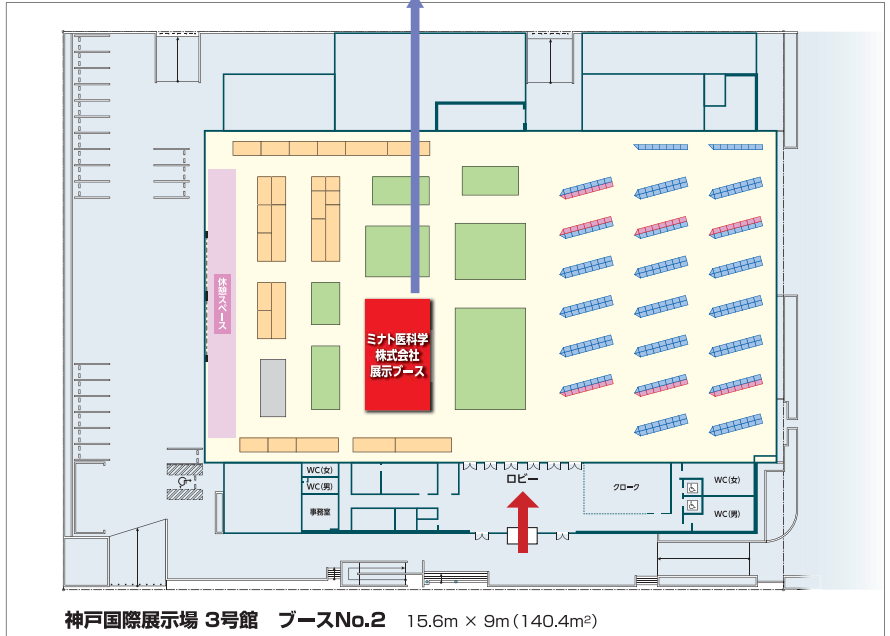 休憩スペース
ミナト医科学
株式会社
展示ブース
WC(女)
WC(男)
事務室
ロビー
クローク
WC(女)
WC(男)
神戸国際展示場 3号館 ブースNo.2 15.6m × 9m(140.4m²)